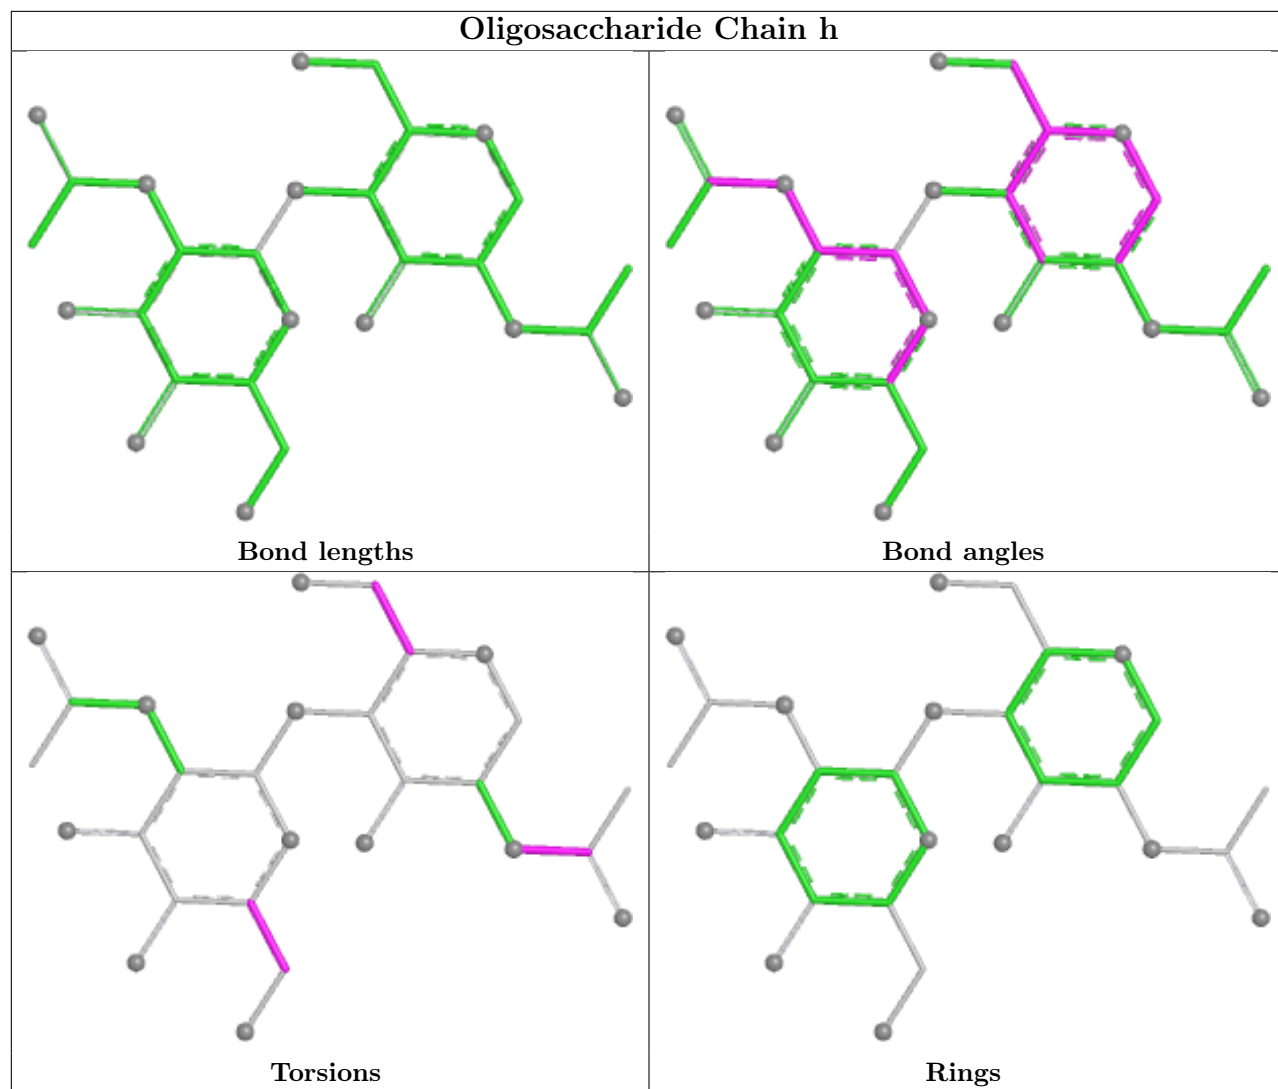 Oligosaccharide Chain h
Bond lengths
Bond angles
Torsions
Rings